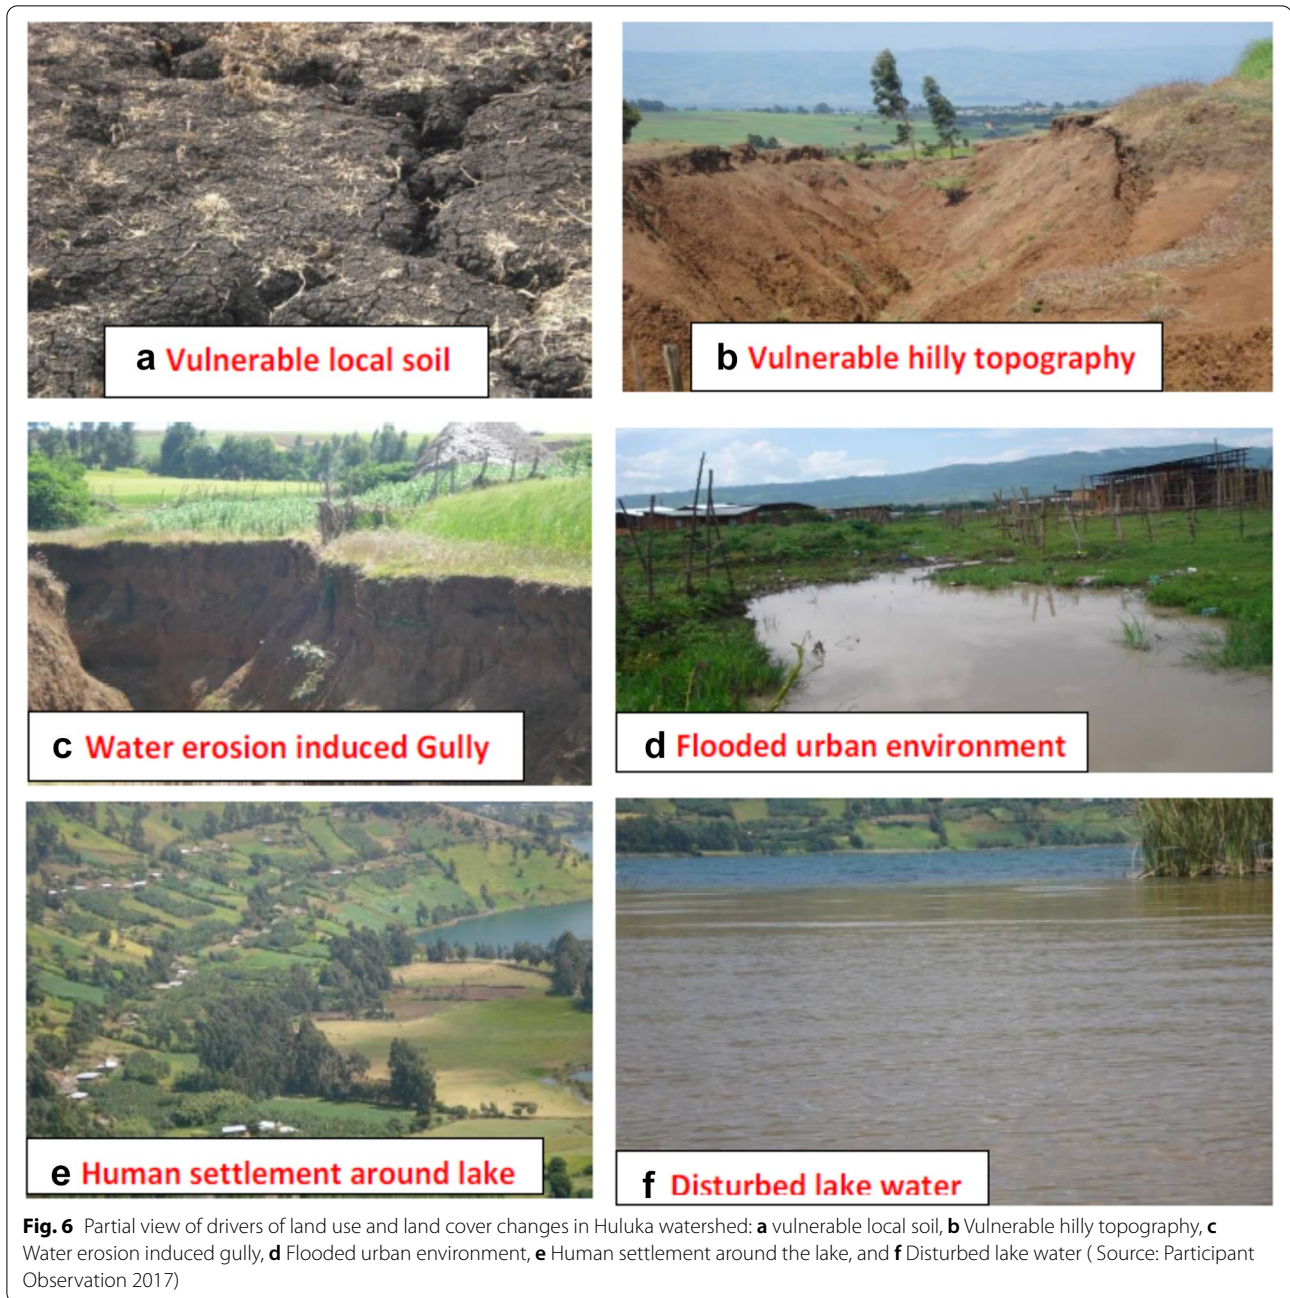 a Vulnerable local soil
b Vulnerable hilly topography
c Water erosion induced Gully
d Flooded urban environment
e Human settlement around lake
f Disturbed lake water
Fig. 6 Partial view of drivers of land use and land cover changes in Huluka watershed: a vulnerable local soil, b Vulnerable hilly topography, c
Water erosion induced gully, d Flooded urban environment, e Human settlement around the lake, and f Disturbed lake water ( Source: Participant
Observation 2017)